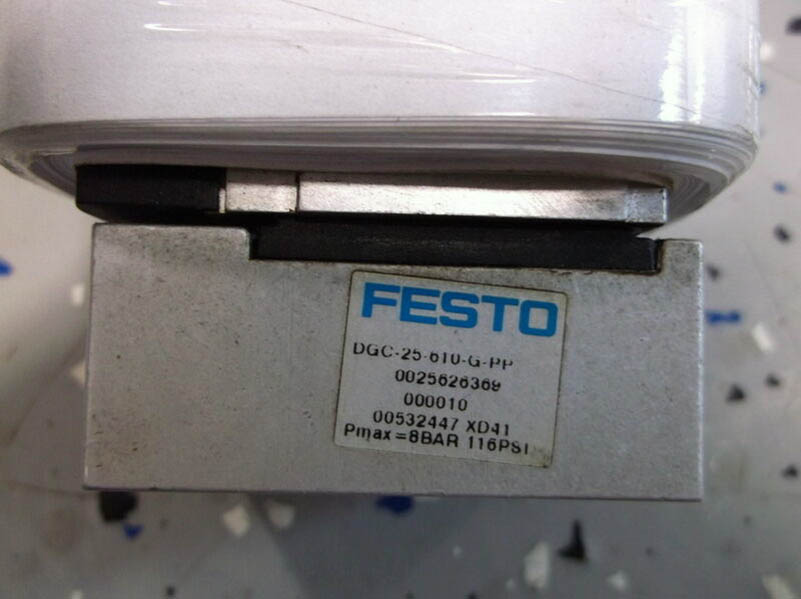 FESTO
DGC-25-610-G-PP
0025626369
000010
00532447 XD41
Pmax=8BAR 116PSI